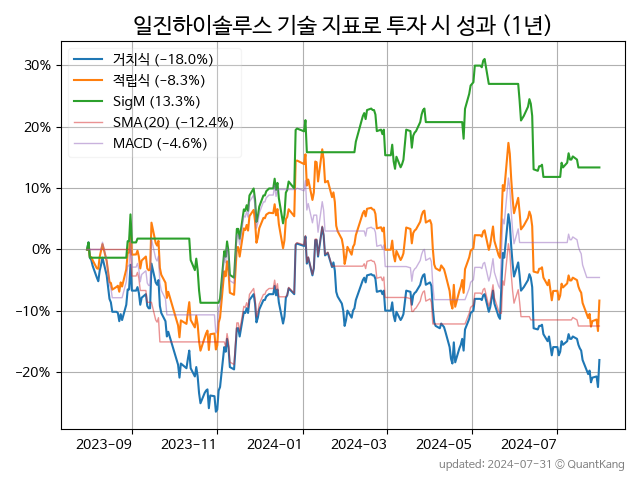 일진하이솔루스 기술 지표로 투자 시 성과 (1년)
거치식 (−18.0%)
적립식 (−8.3%)
SigM (13.3%)
SMA(20) (−12.4%)
MACD (−4.6%)
30%
20%
10%
0%
−10%
−20%
2023-09 2023-11 2024-01 2024-03 2024-05 2024-07
updated: 2024-07-31 © QuantKang